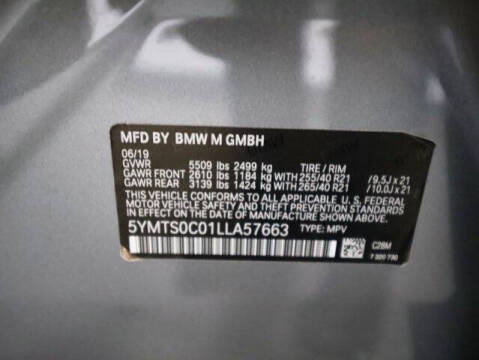 MFD BY BMW M GMBH
06/19
GVWR 5509 lbs 2499 kg TIRE / RIM
GAWR FRONT 2610 lbs 1184 kg WITH 255/40 R21 /9.5J x 21
GAWR REAR 3139 lbs 1424 kg WITH 265/40 R21 /10.0J x 21
THIS VEHICLE CONFORMS TO ALL APPLICABLE U. S. FEDERAL
MOTOR VEHICLE SAFETY AND THEFT PREVENTION STANDARDS
IN EFFECT ON THE DATE OF MANUFACTURE SHOWN ABOVE.
5YMTS0C01LLA57663 TYPE: MPV
C28M
7 320 730